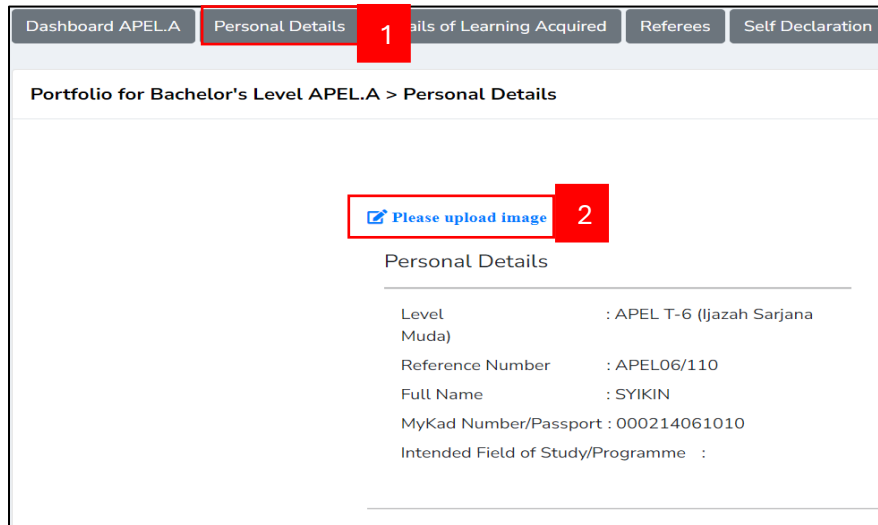 Dashboard APEL.A Personal Details 1 ails of Learning Acquired Referees Self Declaration
Portfolio for Bachelor's Level APEL.A > Personal Details
Please upload image 2
Personal Details
Level : APEL T-6 (Ijazah Sarjana
Muda)
Reference Number : APEL06/110
Full Name : SYIKIN
MyKad Number/Passport : 000214061010
Intended Field of Study/Programme :